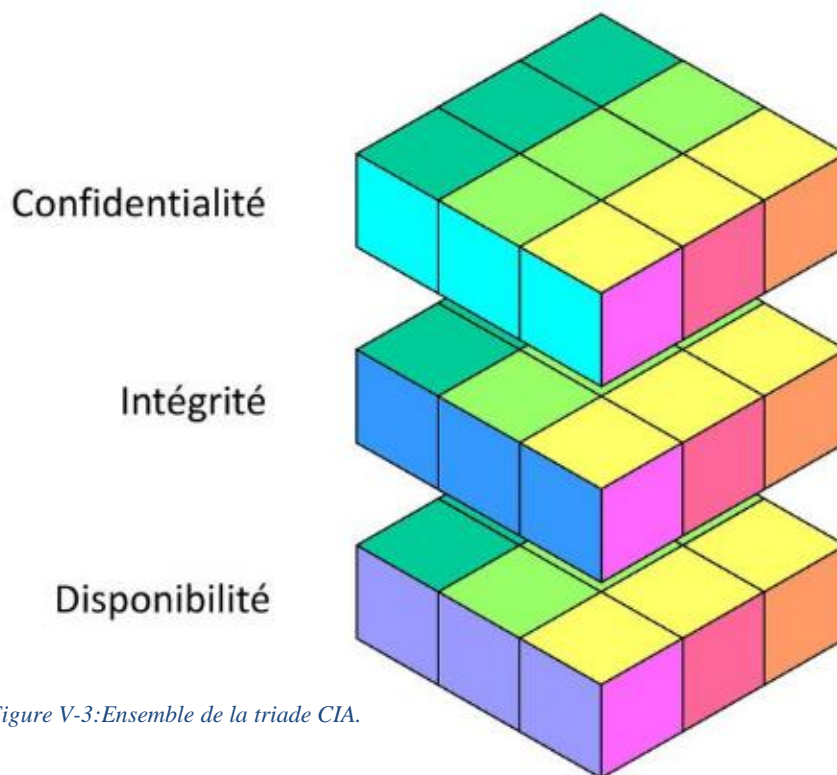 Confidentialité
Intégrité
Disponibilité
igure V-3:Ensemble de la triade CIA.